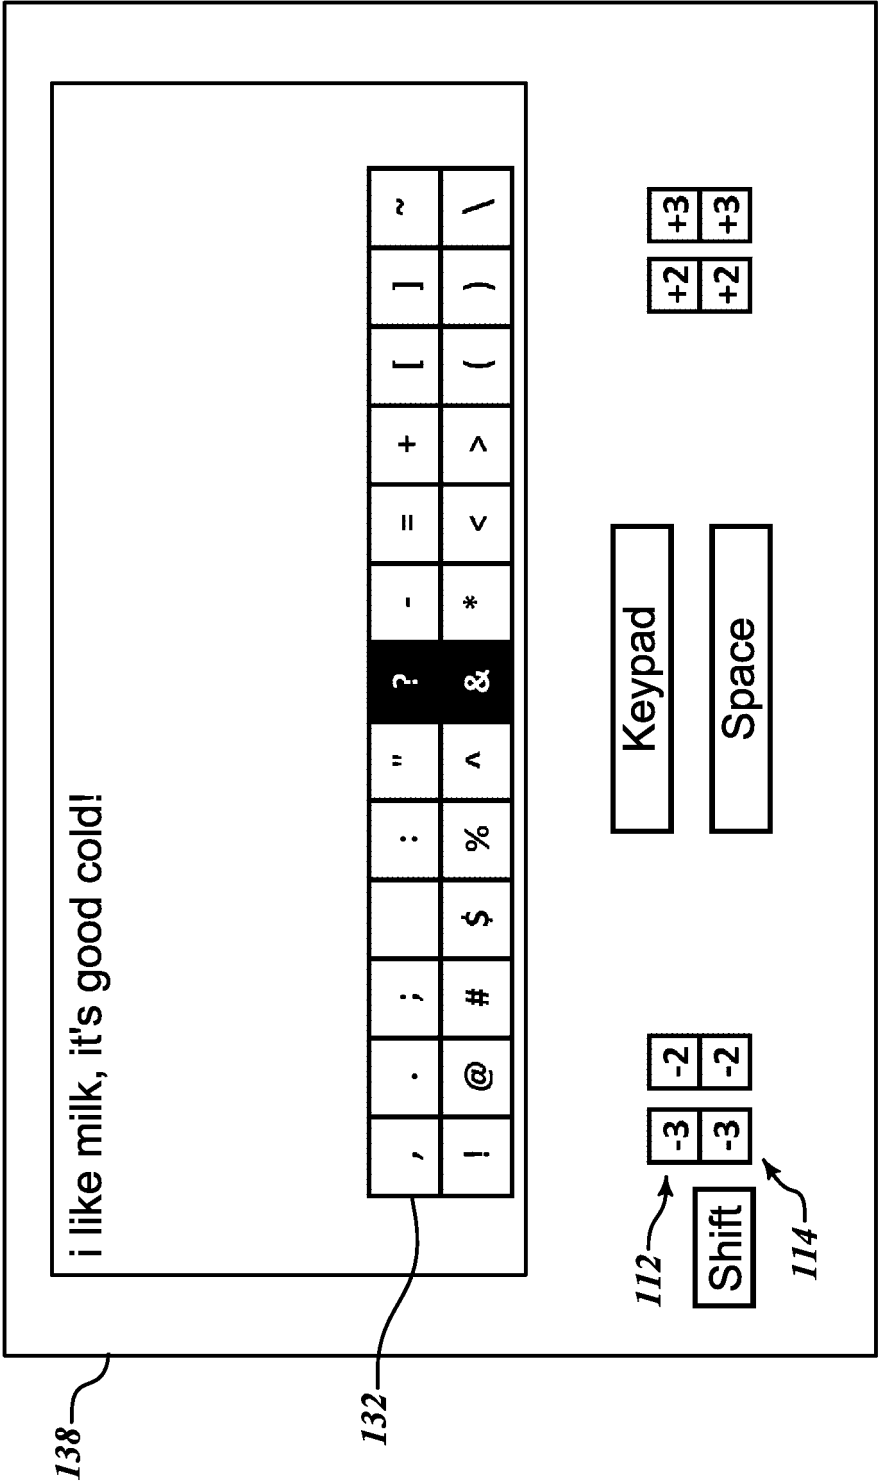 138
i like milk, it's good cold!
132
, . ; : " ? - = + [ ] ~
! @ # $ % ^ & * < > ( ) /
Keypad
112
-3 -2 +2 +3
-3 -2 +2 +3
Shift
Space
114